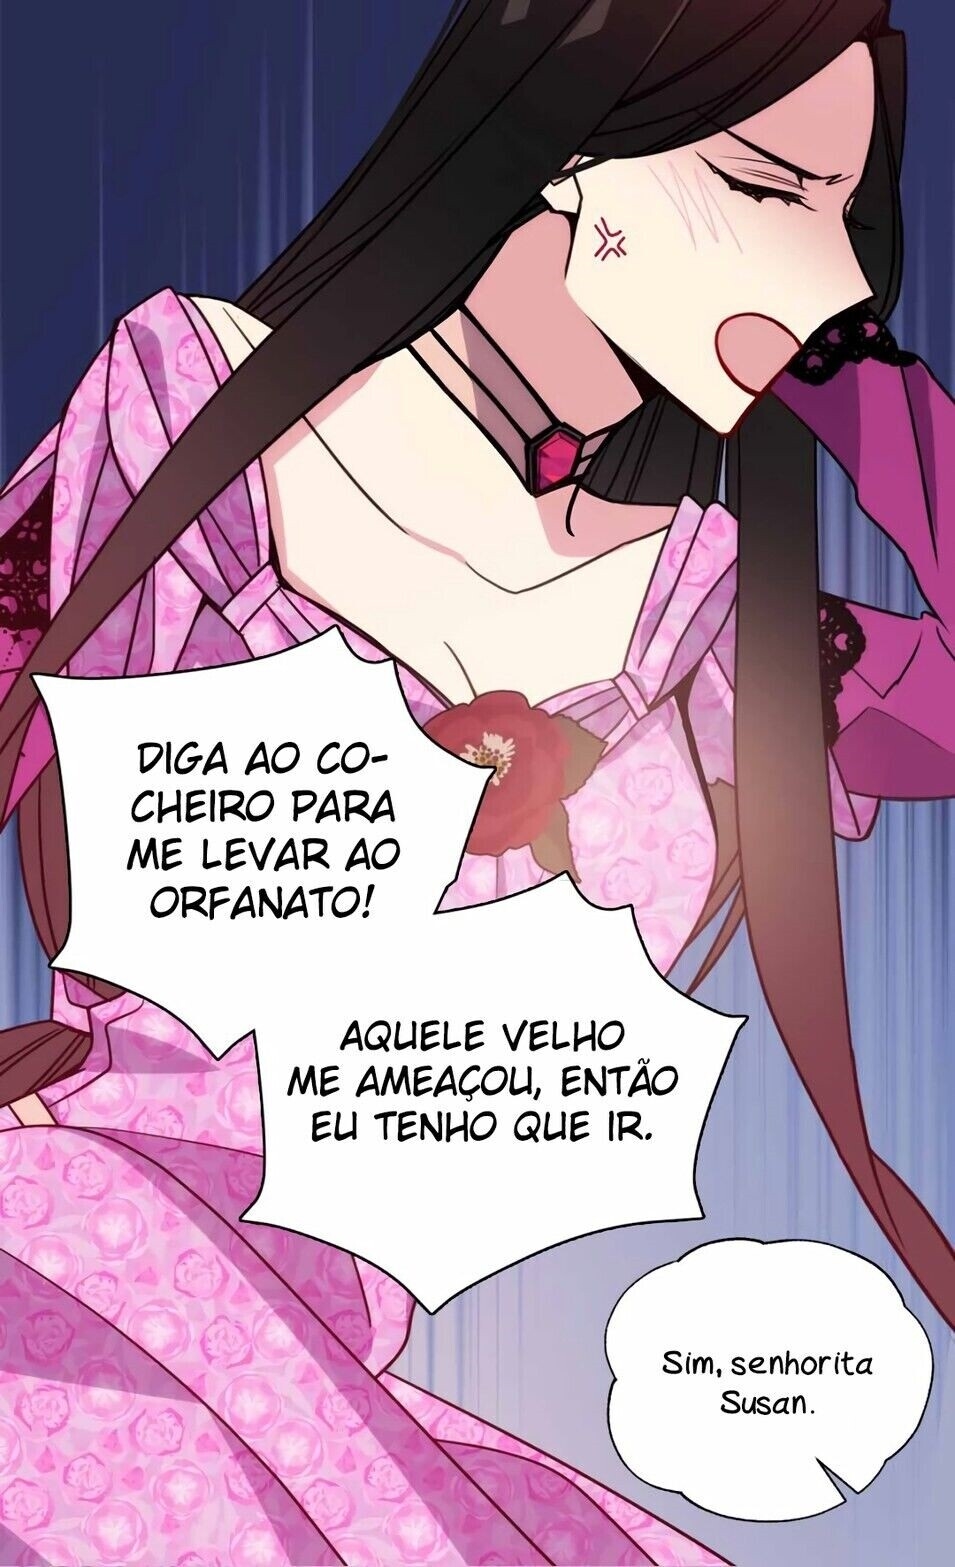 DIGA AO CO-
CHEIRO PARA
ME LEVAR AO
ORFANATO!
AQUELE VELHO
ME AMEAÇOU, ENTÃO
EU TENHO QUE IR.
Sim, senhorita
Susan.